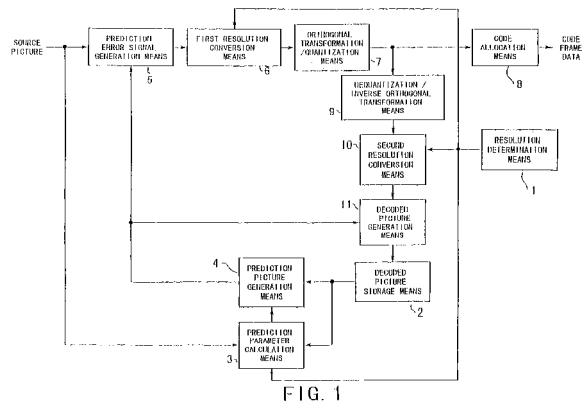 SOURCE
PICTURE
PREDICTION
ERROR SIGNAL
GENERATION MEANS
5
FIRST RESOLUTION
CONVERSION
MEANS
6
ORTHOGONAL
TRANSFORMATION
/QUANTIZATION
MEANS
7
CODE
ALLOCATION
MEANS
8
CODE
FRAME
DATA
DEQUANTIZATION /
INVERSE ORTHOGONAL
TRANSFORMATION
MEANS
9
10
SECOND
RESOLUTION
CONVERSION
MEANS
RESOLUTION
DETERMINATION
MEANS
1
11
DECODED
PICTURE
GENERATION
MEANS
4
PREDICTION
PICTURE
GENERATION
MEANS
DECODED
PICTURE
STORAGE MEANS
2
PREDICTION
PARAMETER
CALCULATION
MEANS
3
FIG. 1